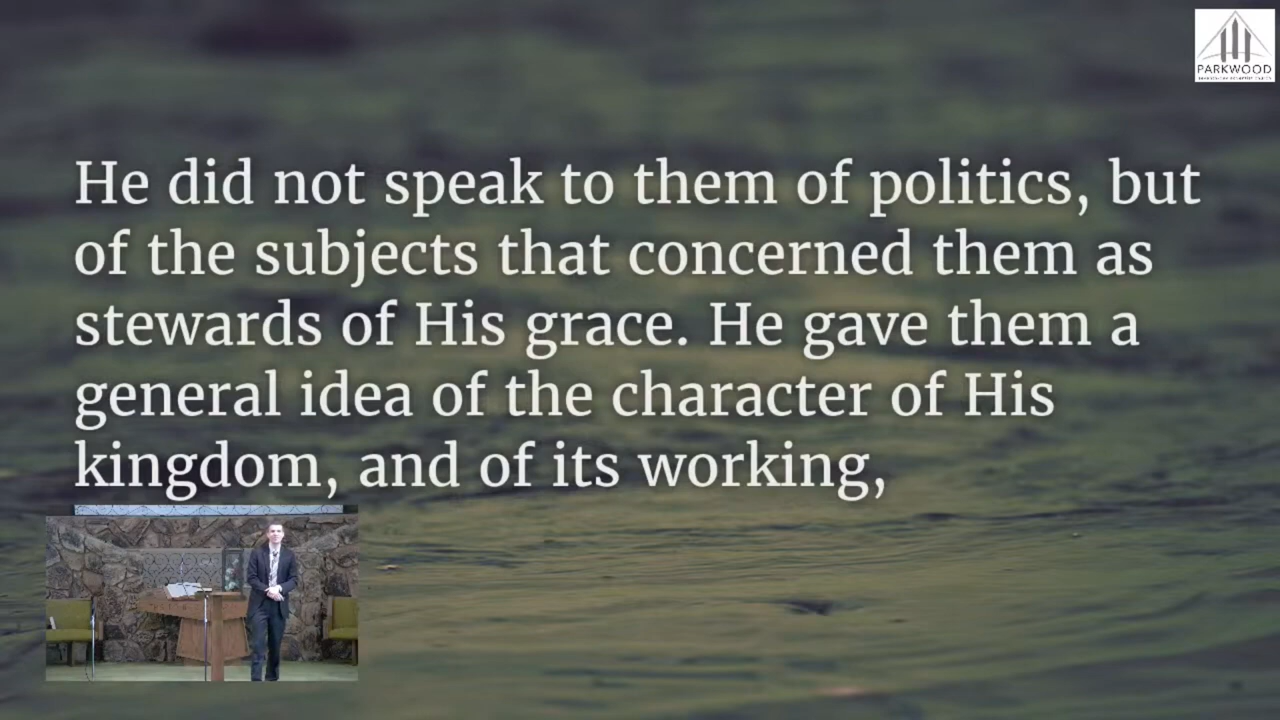 PARKWOOD
He did not speak to them of politics, but
of the subjects that concerned them as
stewards of His grace. He gave them a
general idea of the character of His
kingdom, and of its working,